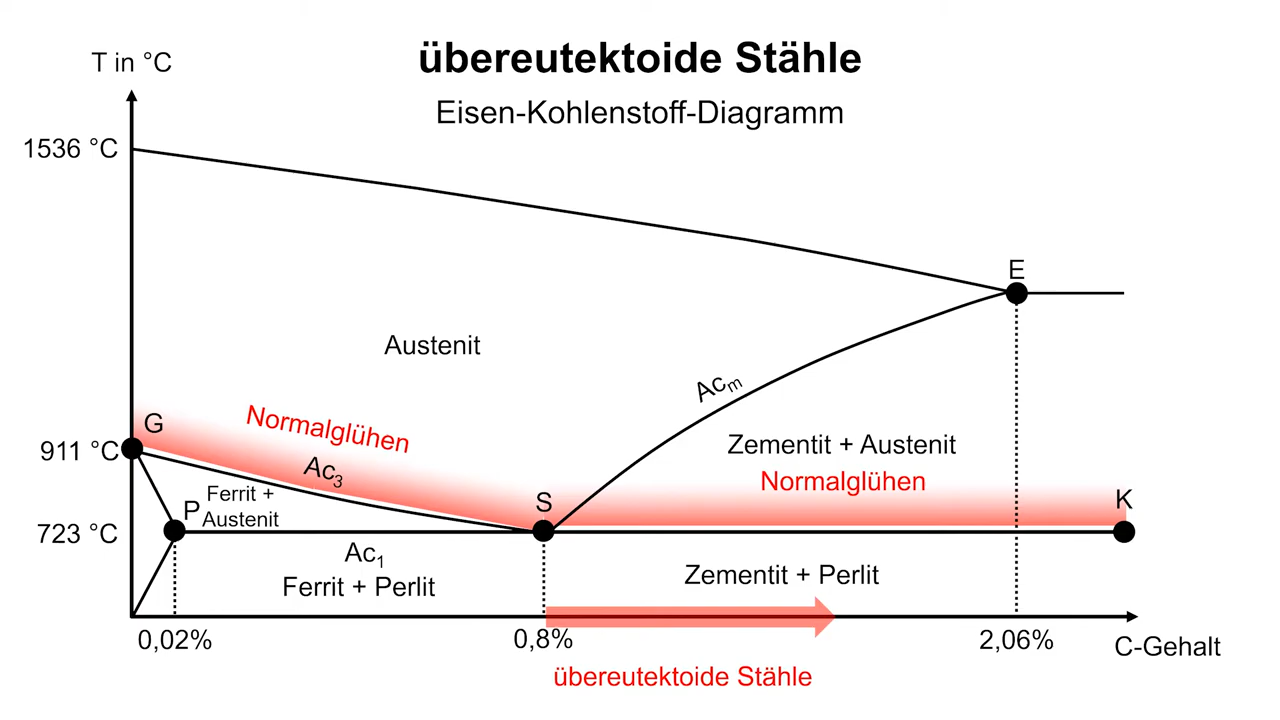 übereutektoide Stähle
Eisen-Kohlenstoff-Diagramm
T in °C
1536 °C
E
Austenit
Acm
G
Normalglühen
911 °C
Ac3
Zementit + Austenit
Normalglühen
Ferrit +
Austenit
P
S
K
723 °C
Ac1
Ferrit + Perlit
Zementit + Perlit
0,02%
0,8%
2,06%
C-Gehalt
übereutektoide Stähle